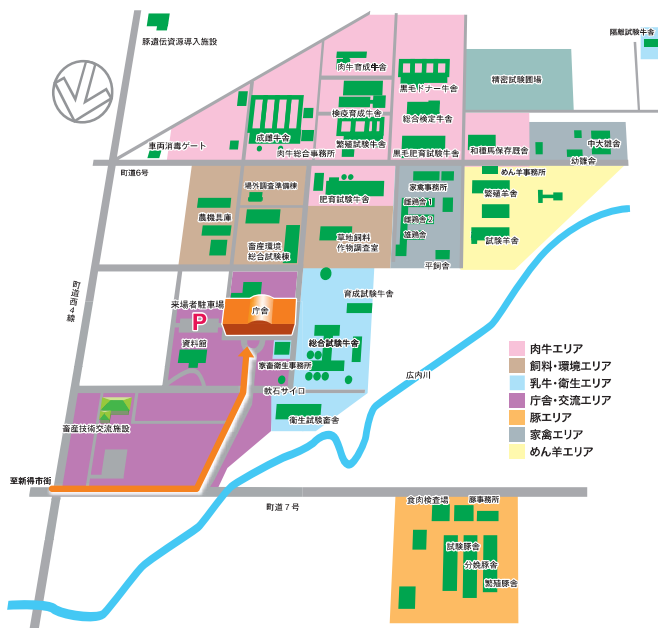 豚遺伝資源導入施設
隔離試験牛舎
肉牛育成牛舎
黒毛ドナー牛舎
精密試験圃場
検疫育成牛舎
総合検定牛舎
成雌牛舎
繁殖試験牛舎
車両消毒ゲート
肉牛総合事務所
黒毛肥育試験牛舎
和種馬保存厩舎
中大雛舎
幼雛舎
町道6号
めん羊事務所
場外調査準備棟
肥育試験牛舎
家禽事務所
繁殖羊舎
農機具庫
雄鶏舎1
雄鶏舎2
雄鶏舎
草地飼料
作物調査室
畜産環境
総合試験棟
試験羊舎
平飼舎
町道西4線
来場者駐車場
P
庁舎
育成試験牛舎
資料館
総合試験牛舎
家畜衛生事務所
軟石サイロ
広内川
衛生試験畜舎
畜産技術交流施設
肉牛エリア
飼料・環境エリア
乳牛・衛生エリア
庁舎・交流エリア
豚エリア
家禽エリア
めん羊エリア
至新得市街
町道7号
食肉検査場
豚事務所
試験豚舎
分娩豚舎
繁殖豚舎